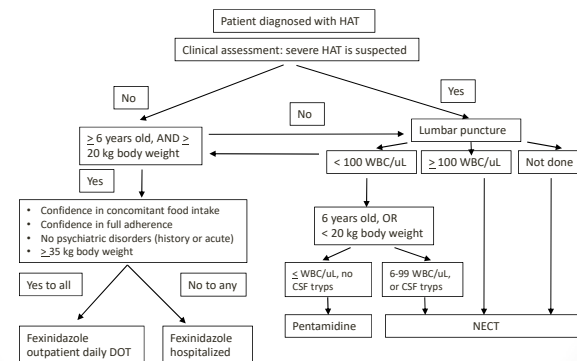 Patient diagnosed with HAT
Clinical assessment: severe HAT is suspected
No
Yes
No
≥ 6 years old, AND ≥
20 kg body weight
Lumbar puncture
< 100 WBC/uL
≥ 100 WBC/uL
Not done
Yes
• Confidence in concomitant food intake
• Confidence in full adherence
• No psychiatric disorders (history or acute)
• ≥ 35 kg body weight
6 years old, OR
< 20 kg body weight
Yes to all
No to any
≤ WBC/uL, no
CSF tryps
6-99 WBC/uL,
or CSF tryps
Fexinidazole
outpatient daily DOT
Fexinidazole
hospitalized
Pentamidine
NECT